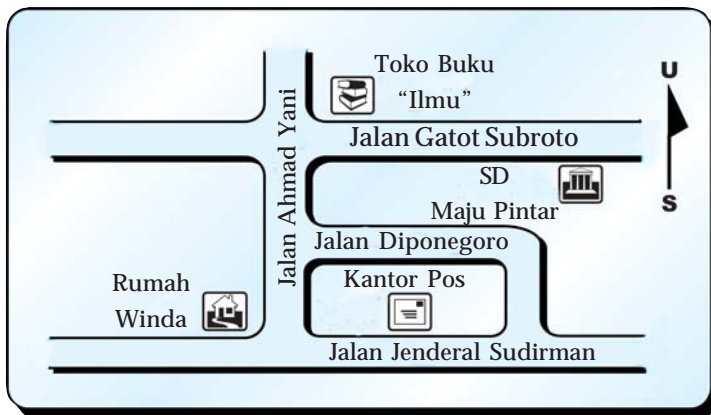 Toko Buku
“Ilmu”
U
Jalan Gatot Subroto
Jalan Ahmad Yani
SD
Maju Pintar
S
Jalan Diponegoro
Rumah
Winda
Kantor Pos
Jalan Jenderal Sudirman